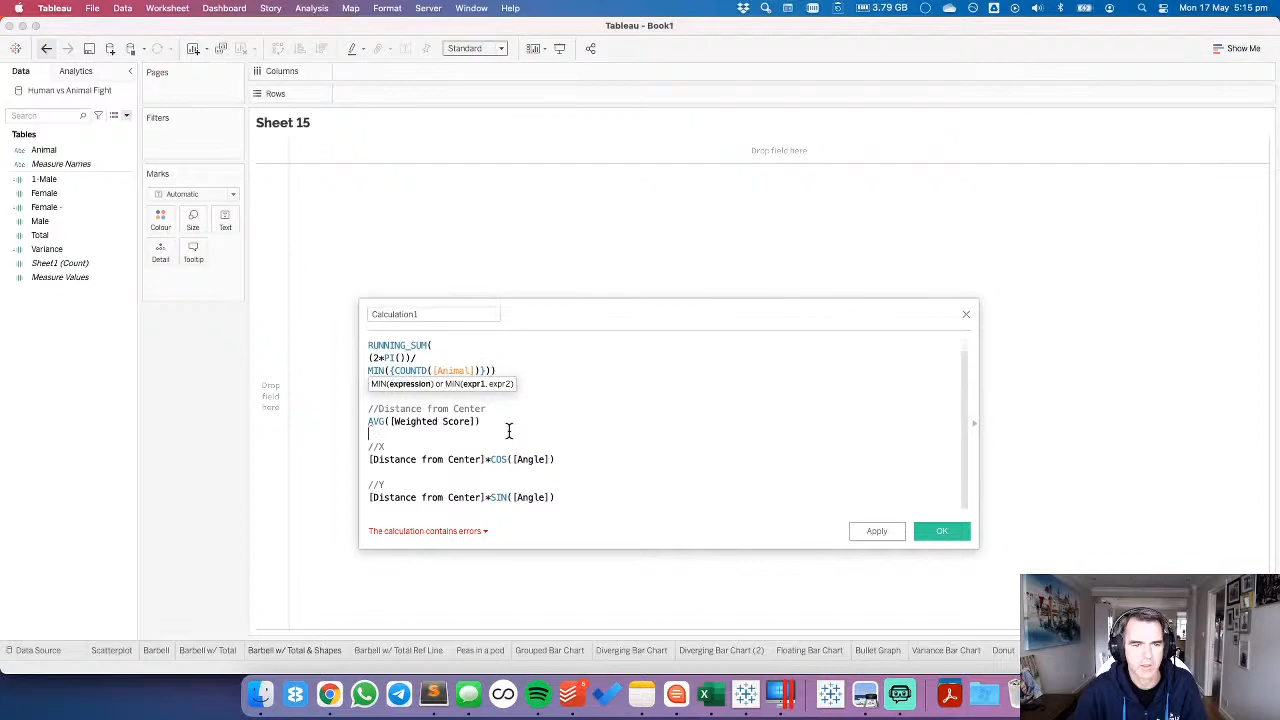 Tableau File Data Worksheet Dashboard Story Analysis Map Format Server Window Help 3.79 GB Mon 17 May 5:15 pm
Tableau - Book1
Standard Show Me
Data Analytics
Human vs Animal Fight
Search
Tables
Abc Animal
Abc Measure Names
1-Male
Female
Female -
Male
Total
Variance
Sheet1 (Count)
Measure Values
Pages
Filters
Marks
Automatic
Colour Size Text
Detail Tooltip
Columns
Rows
Sheet 15
Drop field here
Drop
field
here
Calculation1
RUNNING_SUM(
(2*PI())/
MIN({COUNTD([Animal])}))
MIN(expression) or MIN(expr1, expr2)
//Distance from Center
AVG([Weighted Score])
//X
[Distance from Center]*COS([Angle])
//Y
[Distance from Center]*SIN([Angle])
The calculation contains errors
Apply OK
Data Source Scatterplot Barbell Barbell w/ Total Barbell w/ Total & Shapes Barbell w/ Total Ref Line Peas in a pod Grouped Bar Chart Diverging Bar Chart Diverging Bar Chart (2) Floating Bar Chart Bullet Graph Variance Bar Chart Donut